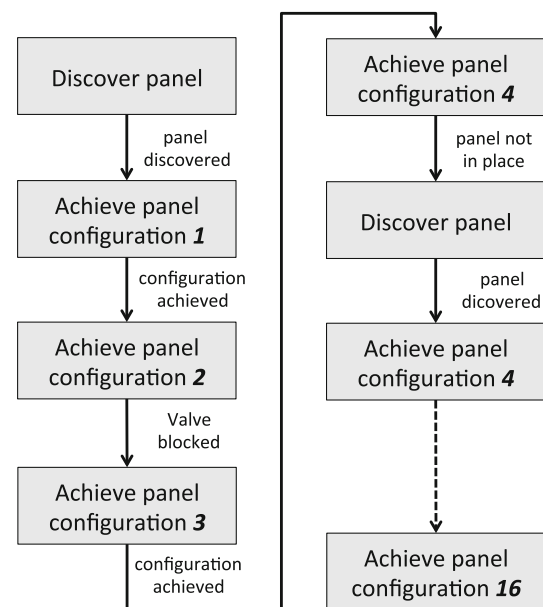 Discover panel
panel
discovered
Achieve panel
configuration 1
configuration
achieved
Achieve panel
configuration 2
Valve
blocked
Achieve panel
configuration 3
configuration
achieved
Achieve panel
configuration 4
panel not
in place
Discover panel
panel
dicovered
Achieve panel
configuration 4
Achieve panel
configuration 16